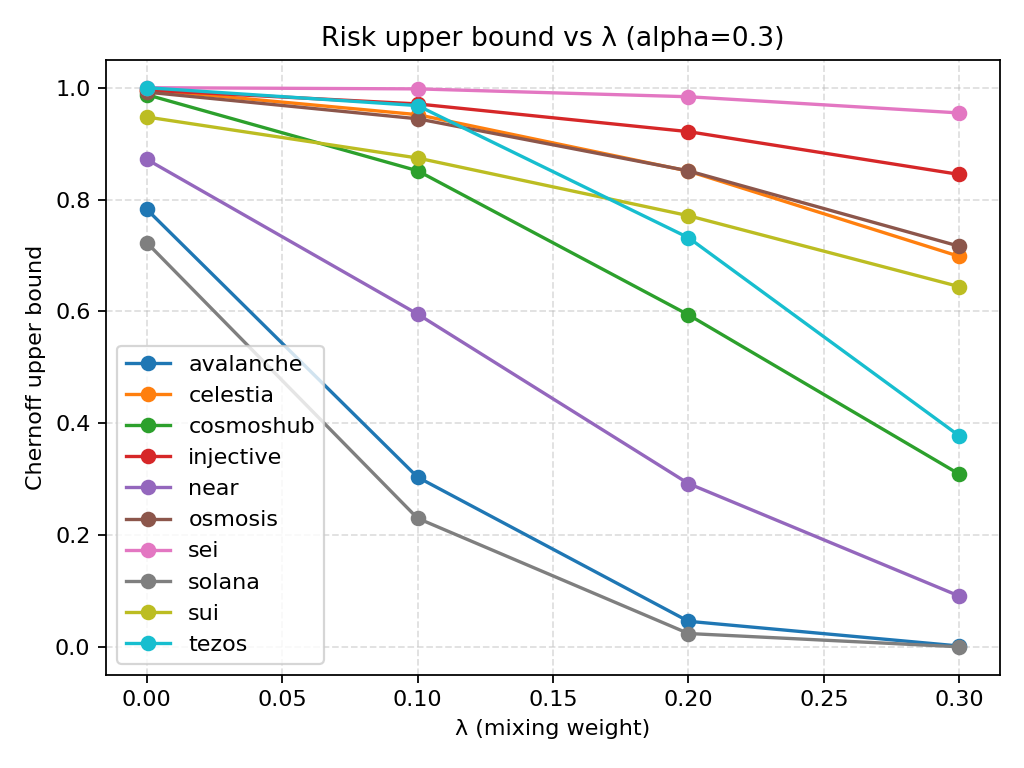 Risk upper bound vs λ (alpha=0.3)
Chernoff upper bound
1.0
0.8
0.6
0.4
0.2
0.0
avalanche
celestia
cosmoshub
injective
near
osmosis
sei
solana
sui
tezos
0.00 0.05 0.10 0.15 0.20 0.25 0.30
λ (mixing weight)